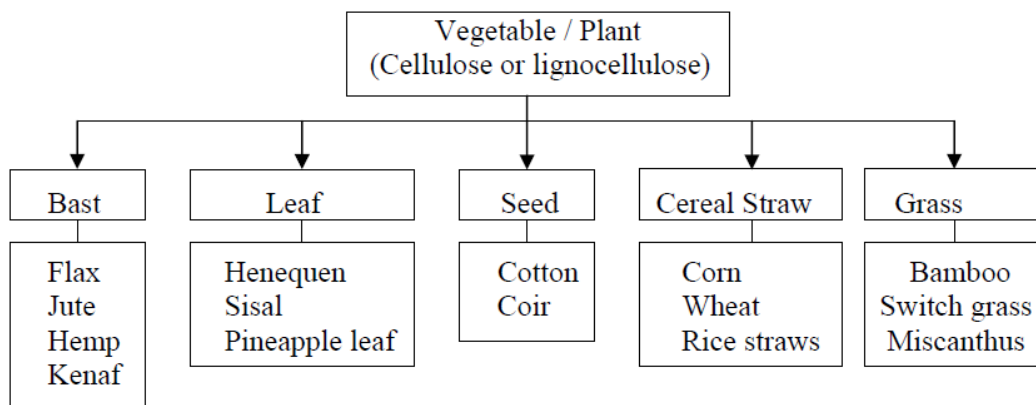 Vegetable / Plant
(Cellulose or lignocellulose)
Bast
Leaf
Seed
Cereal Straw
Grass
Flax
Jute
Hemp
Kenaf
Henequen
Sisal
Pineapple leaf
Cotton
Coir
Corn
Wheat
Rice straws
Bamboo
Switch grass
Miscanthus